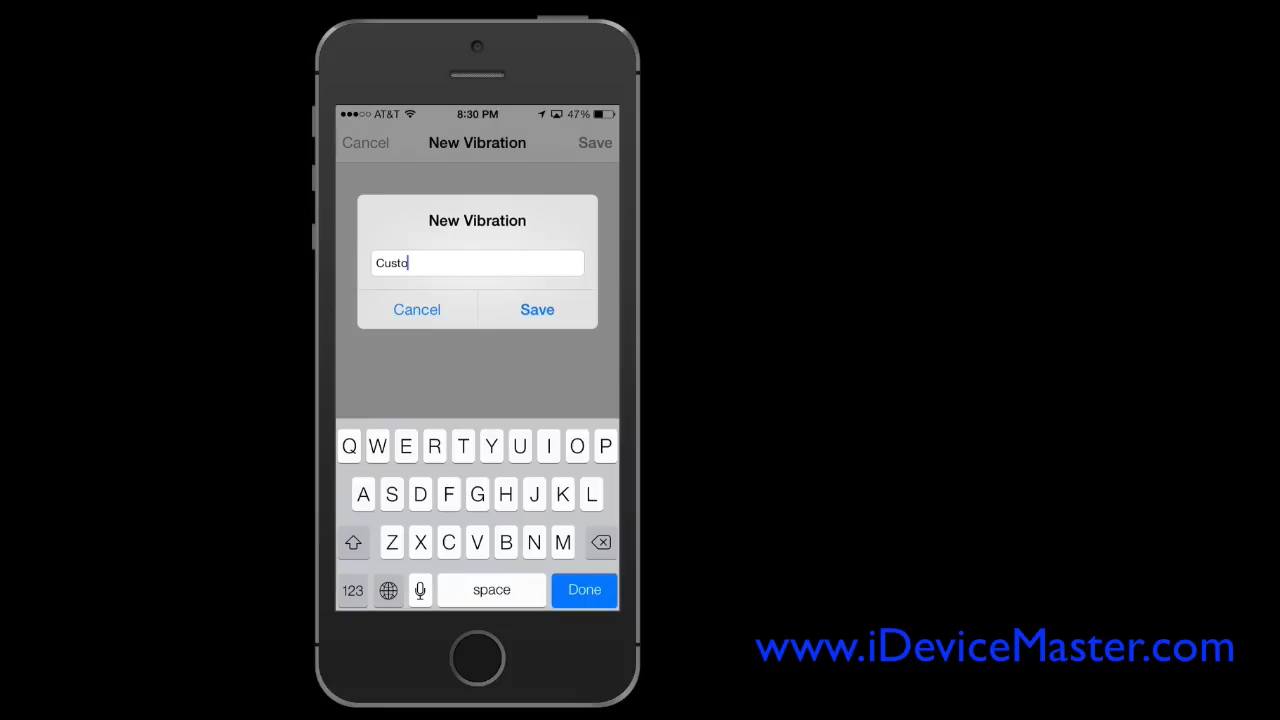 AT&T 8:30 PM 47%
Cancel New Vibration Save
New Vibration
Custo
Cancel Save
Q W E R T Y U I O P
A S D F G H J K L
Z X C V B N M
123 space Done
www.iDeviceMaster.com